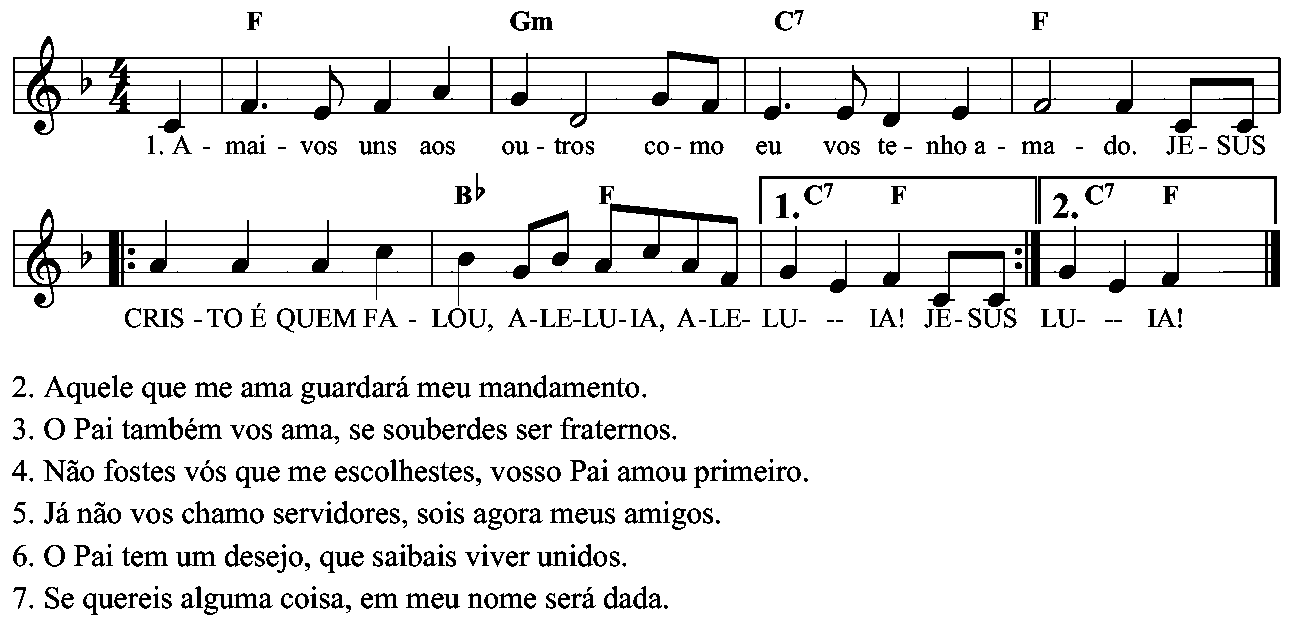 F Gm C7 F
4
4
1. A - mai - vos uns aos ou - tros co - mo eu vos te - nho a - ma - do. JE - SUS
B♭ F 1. C7 F 2. C7 F
CRIS - TO É QUEM FA - LOU, A-LE-LU-IA, A-LE- LU- -- IA! JE-SUS LU- -- IA!
2. Aquele que me ama guardará meu mandamento.
3. O Pai também vos ama, se souberdes ser fraternos.
4. Não fostes vós que me escolhestes, vosso Pai amou primeiro.
5. Já não vos chamo servidores, sois agora meus amigos.
6. O Pai tem um desejo, que saibais viver unidos.
7. Se quereis alguma coisa, em meu nome será dada.